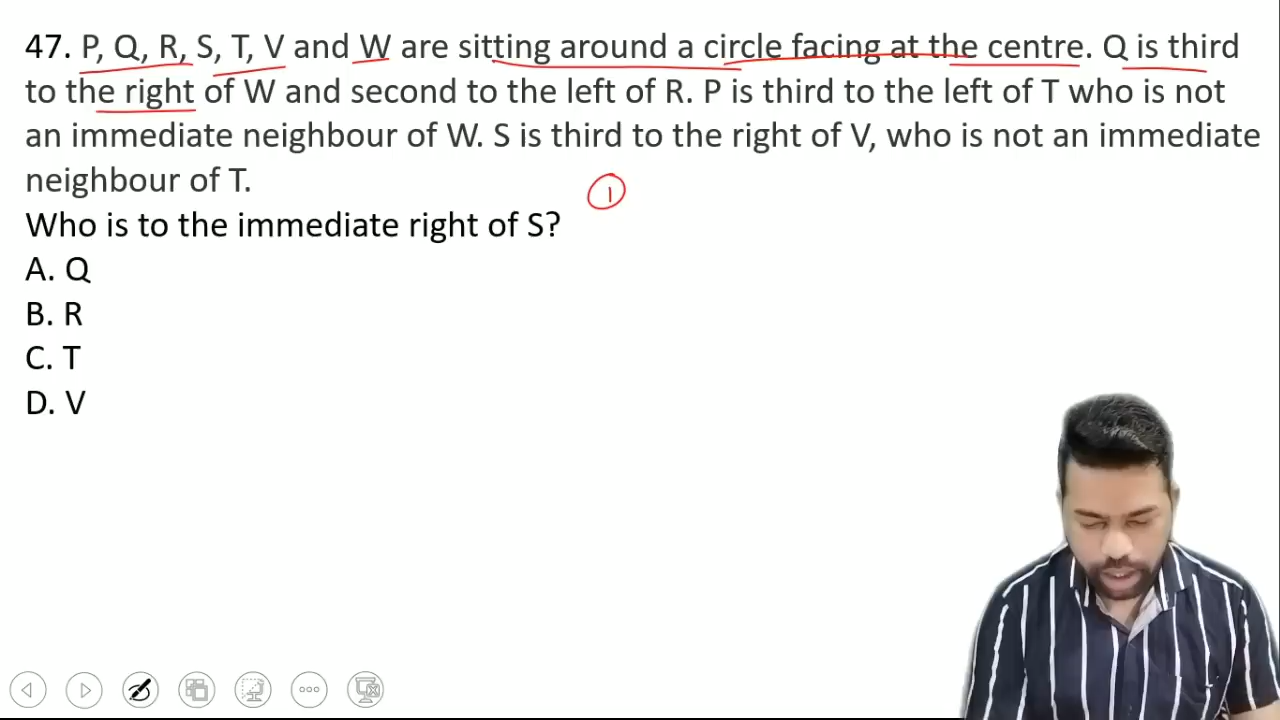 47. P, Q, R, S, T, V and W are sitting around a circle facing at the centre. Q is third
to the right of W and second to the left of R. P is third to the left of T who is not
an immediate neighbour of W. S is third to the right of V, who is not an immediate
neighbour of T.
1
Who is to the immediate right of S?
A. Q
B. R
C. T
D. V